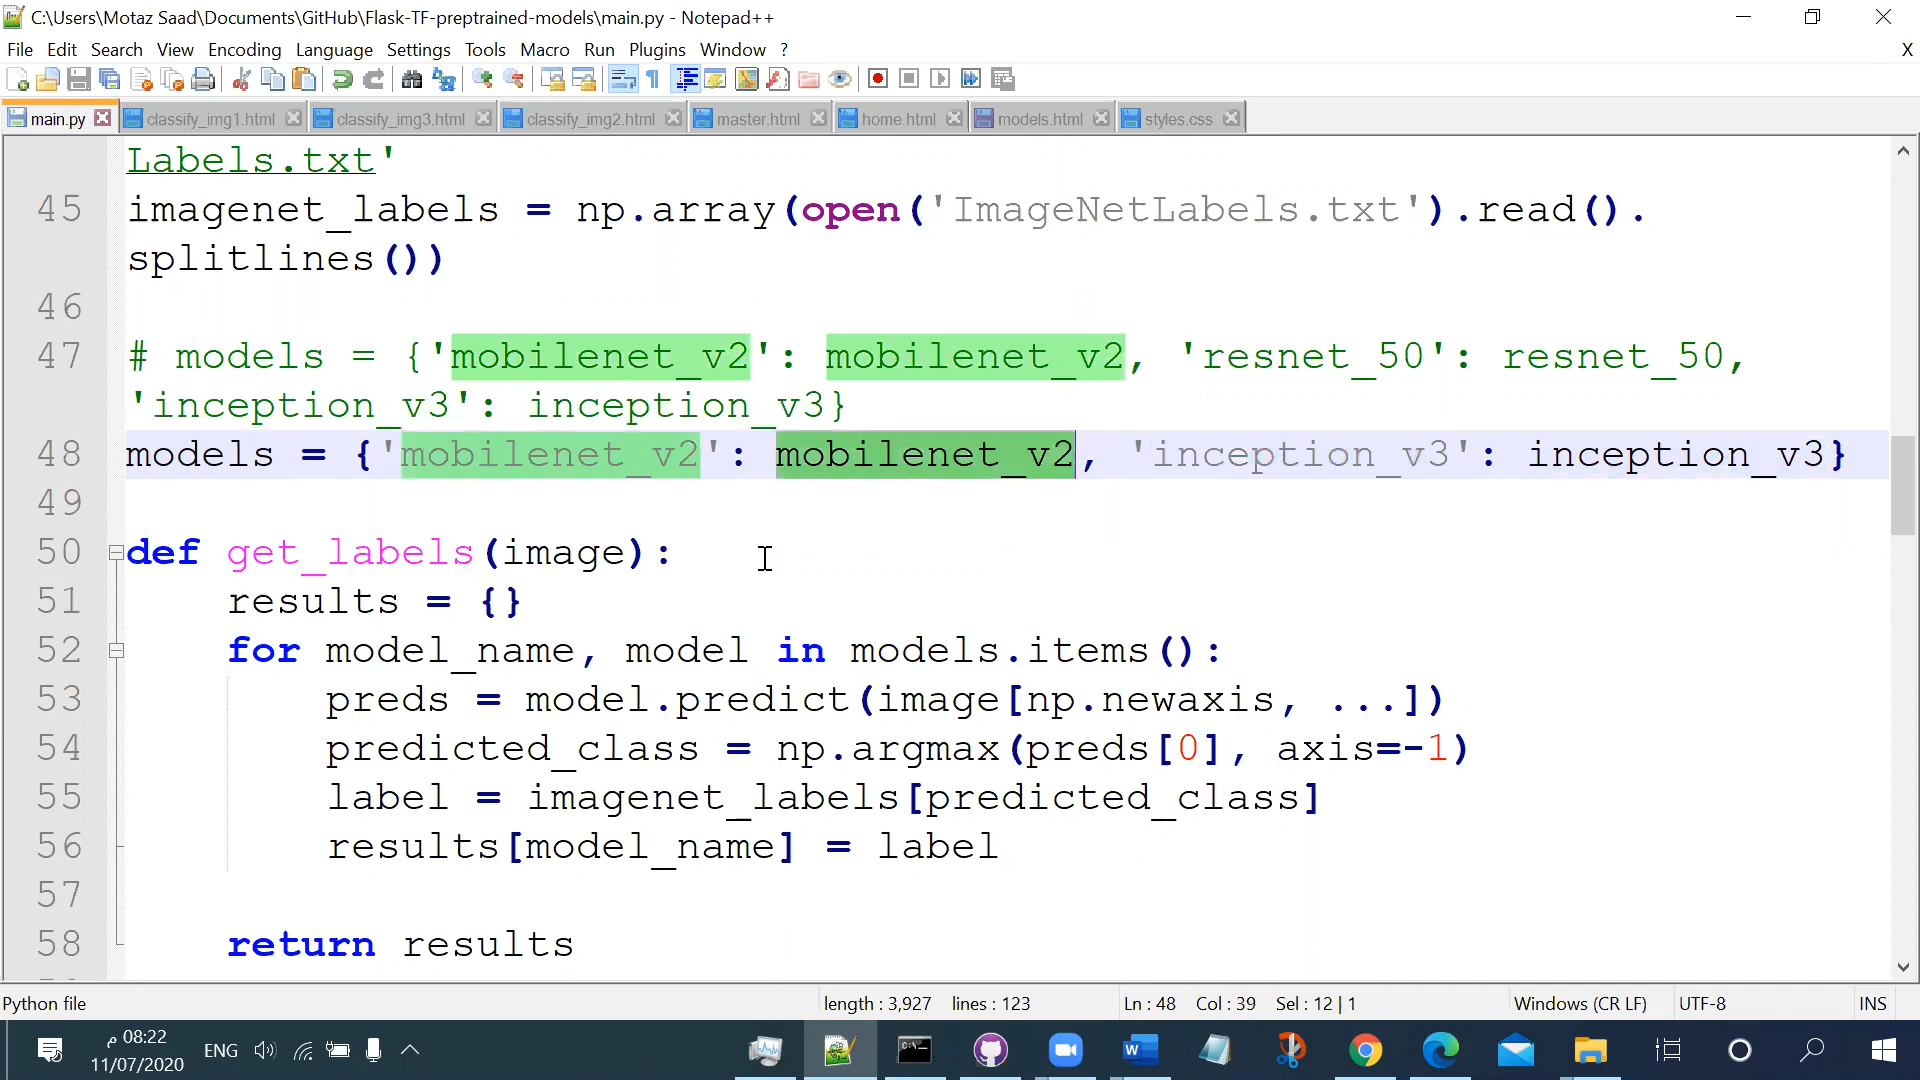 C:\Users\Motaz Saad\Documents\GitHub\Flask-TF-preptrained-models\main.py - Notepad++
File Edit Search View Encoding Language Settings Tools Macro Run Plugins Window ? X
main.py classify_img1.html classify_img3.html classify_img2.html master.html home.html models.html styles.css
Labels.txt'
45 imagenet_labels = np.array(open('ImageNetLabels.txt').read().
splitlines())
46
47 # models = {'mobilenet_v2': mobilenet_v2, 'resnet_50': resnet_50,
'inception_v3': inception_v3}
48 models = {'mobilenet_v2': mobilenet_v2, 'inception_v3': inception_v3}
49
50 def get_labels(image):
51 results = {}
52 for model_name, model in models.items():
53 preds = model.predict(image[np.newaxis, ...])
54 predicted_class = np.argmax(preds[0], axis=-1)
55 label = imagenet_labels[predicted_class]
56 results[model_name] = label
57
58 return results
Python file length : 3,927 lines : 123 Ln : 48 Col : 39 Sel : 12 | 1 Windows (CR LF) UTF-8 INS
08:22 م
11/07/2020
ENG